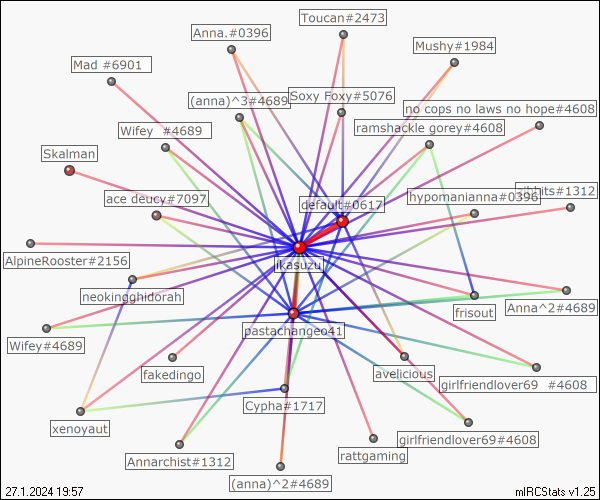 Toucan#2473
Anna.#0396
Mushy#1984
Mad #6901
(anna)^3#4689
Soxy Foxy#5076
no cops no laws no hope#4608
Wifey #4689
ramshackle gorey#4608
Skalman
ace deucy#7097
default#0617
hypomanianna#0396
#1312
AlpineRooster#2156
ikasuzu
neokingghidorah
frisout
Anna^2#4689
Wifey#4689
pastachangeo41
fakedingo
avelicious
girlfriendlover69 #4608
Cypha#1717
xenoyaut
girlfriendlover69#4608
Annarchist#1312
rattgaming
(anna)^2#4689
27.1.2024 19:57
mIRCStats v1.25